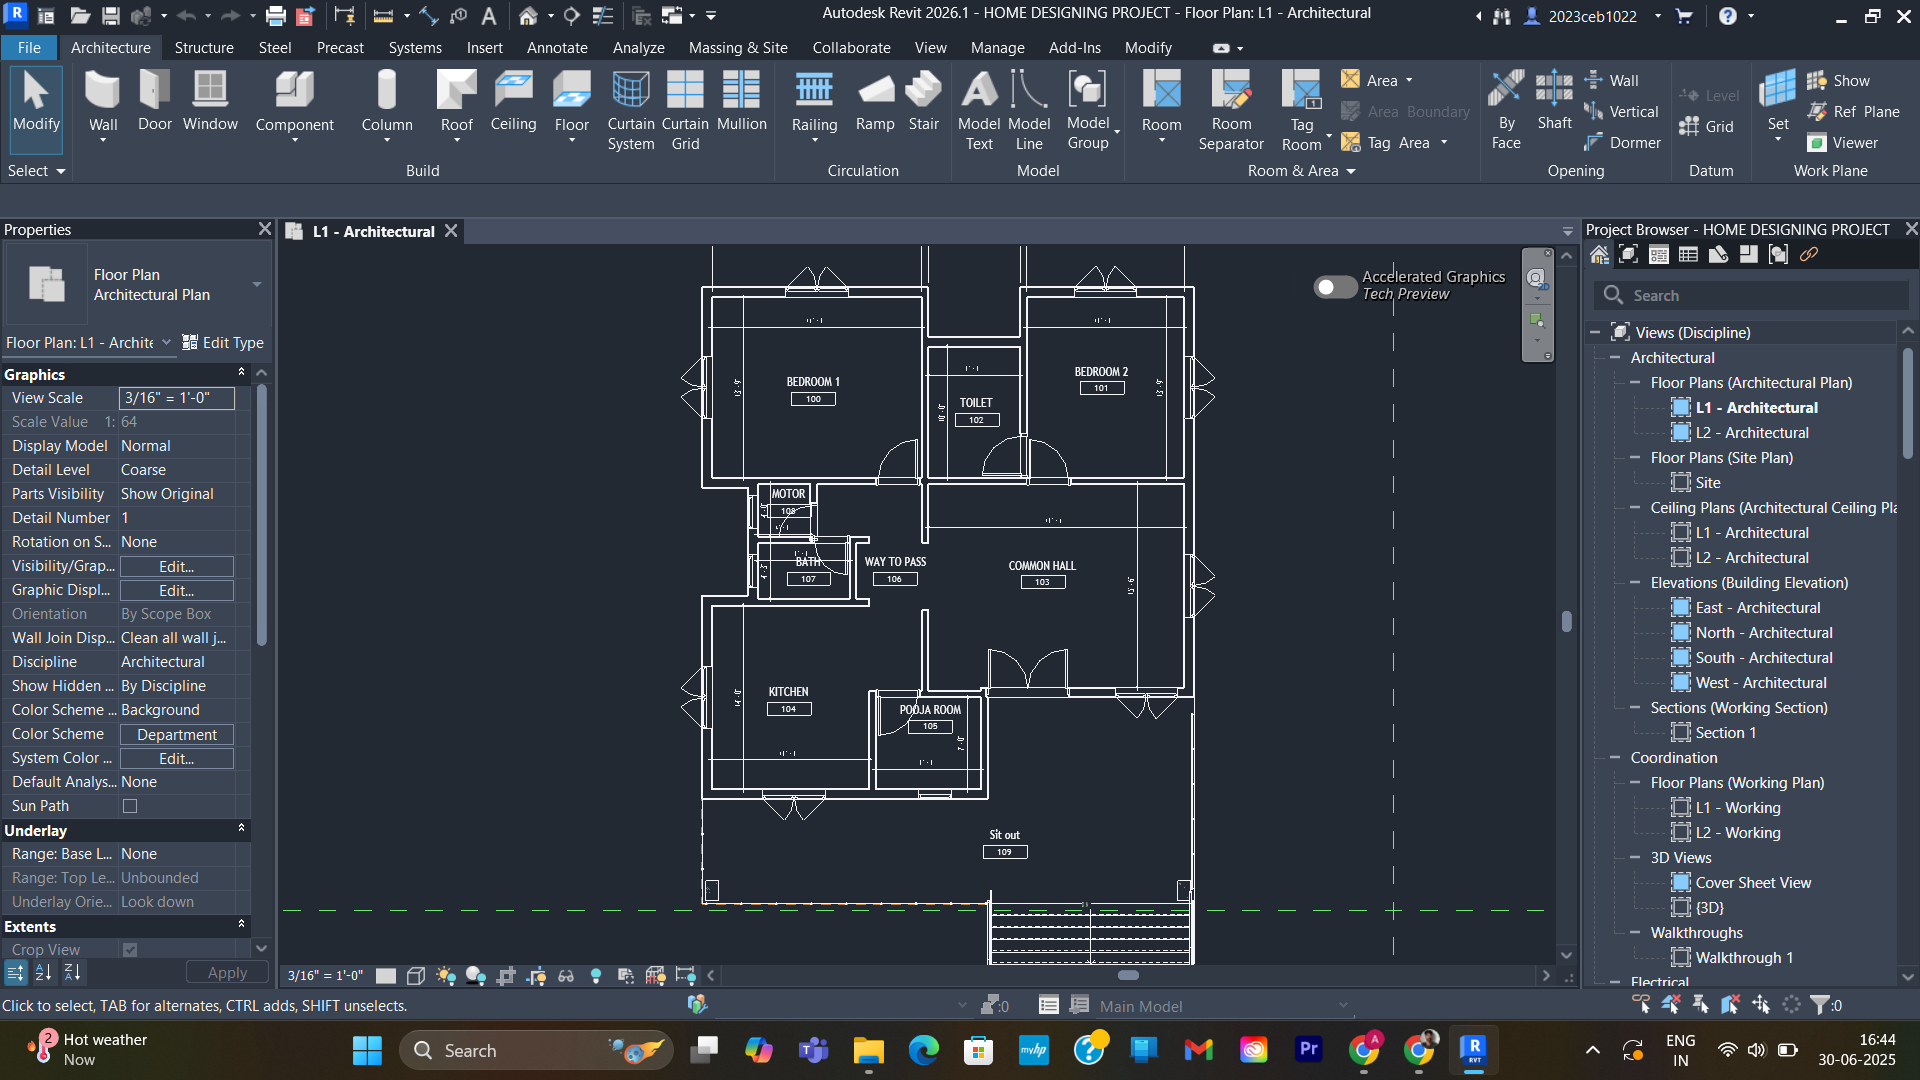 Autodesk Revit 2026.1 - HOME DESIGNING PROJECT - Floor Plan: L1 - Architectural
2023ceb1022
File Architecture Structure Steel Precast Systems Insert Annotate Analyze Massing & Site Collaborate View Manage Add-Ins Modify
Modify
Wall
Door
Window
Component
Column
Roof
Ceiling
Floor
Curtain System
Curtain Grid
Mullion
Railing
Ramp
Stair
Model Text
Model Line
Model Group
Room
Room Separator
Tag Room
Area
Area Boundary
Tag Area
By Face
Shaft
Wall
Vertical
Dormer
Level
Grid
Set
Show
Ref Plane
Viewer
Select
Build
Circulation
Model
Room & Area
Opening
Datum
Work Plane
Properties
Floor Plan
Architectural Plan
Floor Plan: L1 - Archite
Edit Type
Graphics
View Scale 3/16" = 1'-0"
Scale Value 1: 64
Display Model Normal
Detail Level Coarse
Parts Visibility Show Original
Detail Number 1
Rotation on S... None
Visibility/Grap... Edit...
Graphic Displ... Edit...
Orientation By Scope Box
Wall Join Disp... Clean all wall j...
Discipline Architectural
Show Hidden ... By Discipline
Color Scheme ... Background
Color Scheme Department
System Color ... Edit...
Default Analys... None
Sun Path
Underlay
Range: Base L... None
Range: Top Le... Unbounded
Underlay Orie... Look down
Extents
Crop View
Apply
L1 - Architectural
Accelerated Graphics
Tech Preview
2D
BEDROOM 1
100
BEDROOM 2
101
TOILET
102
MOTOR
108
BATH
107
WAY TO PASS
106
COMMON HALL
103
KITCHEN
104
POOJA ROOM
105
Sit out
109
3/16" = 1'-0"
Project Browser - HOME DESIGNING PROJECT
Search
Views (Discipline)
Architectural
Floor Plans (Architectural Plan)
L1 - Architectural
L2 - Architectural
Floor Plans (Site Plan)
Site
Ceiling Plans (Architectural Ceiling Pla
L1 - Architectural
L2 - Architectural
Elevations (Building Elevation)
East - Architectural
North - Architectural
South - Architectural
West - Architectural
Sections (Working Section)
Section 1
Coordination
Floor Plans (Working Plan)
L1 - Working
L2 - Working
3D Views
Cover Sheet View
{3D}
Walkthroughs
Walkthrough 1
Electrical
Click to select, TAB for alternates, CTRL adds, SHIFT unselects.
:0
Main Model
:0
2
Hot weather
Now
Search
ENG
IN
16:44
30-06-2025